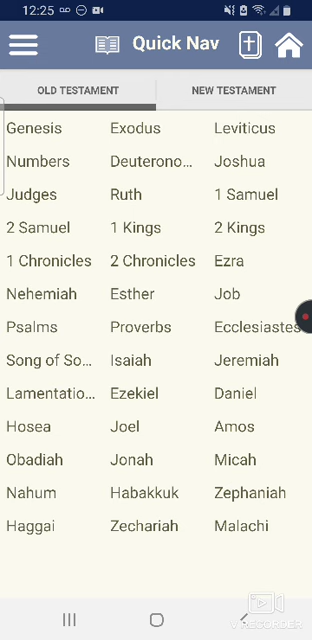 12:25
Quick Nav
OLD TESTAMENT NEW TESTAMENT
Genesis Exodus Leviticus
Numbers Deuterono... Joshua
Judges Ruth 1 Samuel
2 Samuel 1 Kings 2 Kings
1 Chronicles 2 Chronicles Ezra
Nehemiah Esther Job
Psalms Proverbs Ecclesiastes
Song of So... Isaiah Jeremiah
Lamentatio... Ezekiel Daniel
Hosea Joel Amos
Obadiah Jonah Micah
Nahum Habakkuk Zephaniah
Haggai Zechariah Malachi
V RECORDER